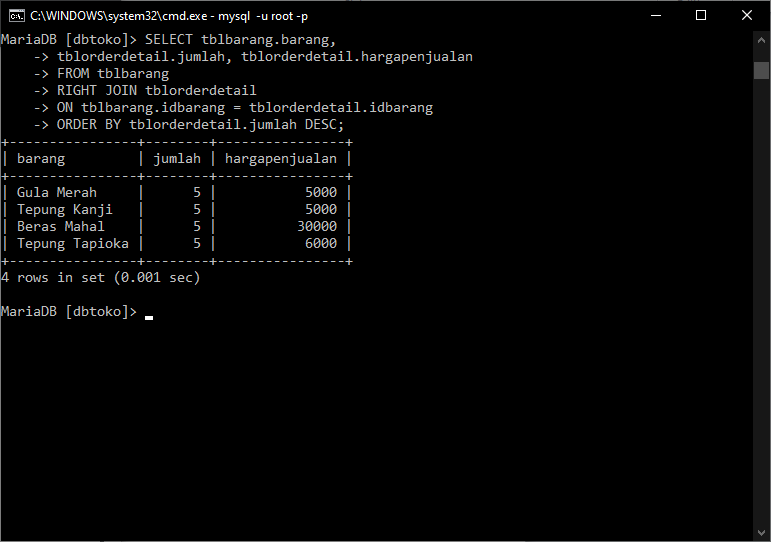 C:\WINDOWS\system32\cmd.exe - mysql -u root -p
MariaDB [dbtoko]> SELECT tblbarang.barang,
    -> tblorderdetail.jumlah, tblorderdetail.hargapenjualan
    -> FROM tblbarang
    -> RIGHT JOIN tblorderdetail
    -> ON tblbarang.idbarang = tblorderdetail.idbarang
    -> ORDER BY tblorderdetail.jumlah DESC;
+----------------+--------+----------------+
| barang         | jumlah | hargapenjualan |
+----------------+--------+----------------+
| Gula Merah     |      5 |           5000 |
| Tepung Kanji   |      5 |           5000 |
| Beras Mahal    |      5 |          30000 |
| Tepung Tapioka |      5 |           6000 |
+----------------+--------+----------------+
4 rows in set (0.001 sec)
MariaDB [dbtoko]>